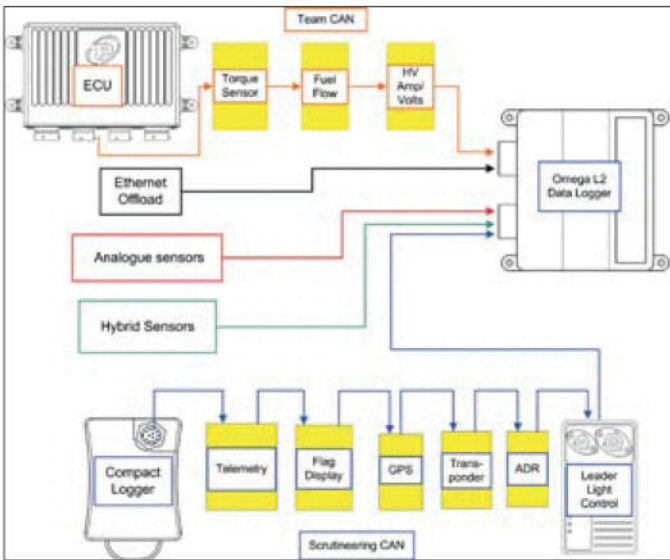 Team CAN
ECU
Torque
Sensor
Fuel
Flow
HV
Amp/
Volts
Ethernet
Offload
Omega L2
Data Logger
Analogue sensors
Hybrid Sensors
Compact
Logger
Telemetry
Flag
Display
GPS
Trans-
ponder
ADR
Leader
Light
Control
Scrutineering CAN